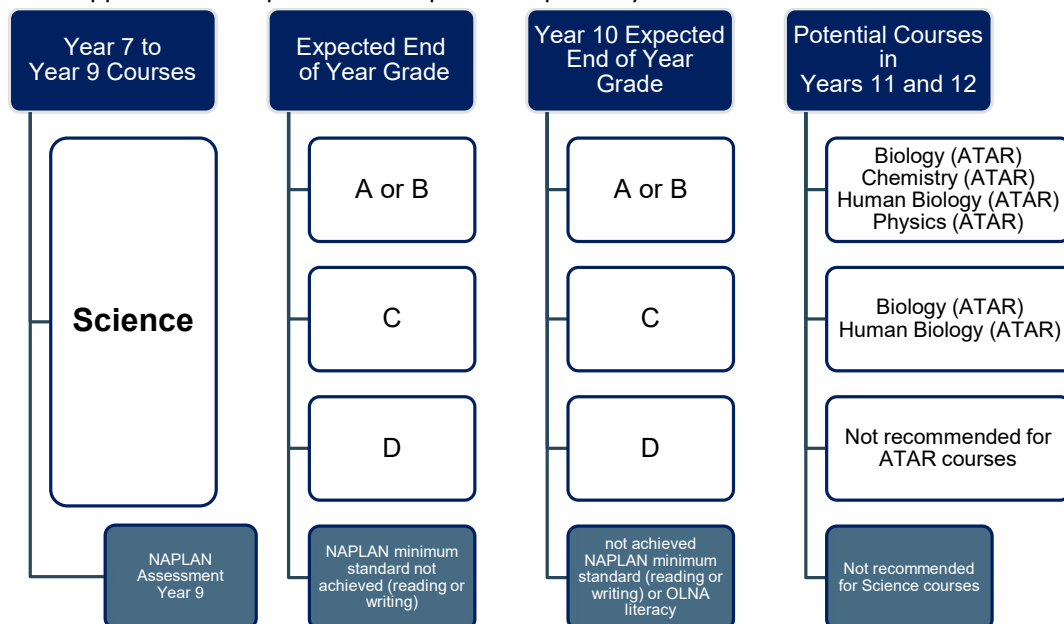 Year 7 to
Year 9 Courses
Science
NAPLAN
Assessment
Year 9
Expected End
of Year Grade
A or B
C
D
NAPLAN minimum
standard not
achieved (reading or
writing)
Year 10 Expected
End of Year
Grade
A or B
C
D
not achieved
NAPLAN minimum
standard (reading or
writing) or OLNA
literacy
Potential Courses
in
Years 11 and 12
Biology (ATAR)
Chemistry (ATAR)
Human Biology (ATAR)
Physics (ATAR)
Biology (ATAR)
Human Biology (ATAR)
Not recommended for
ATAR courses
Not recommended
for Science courses